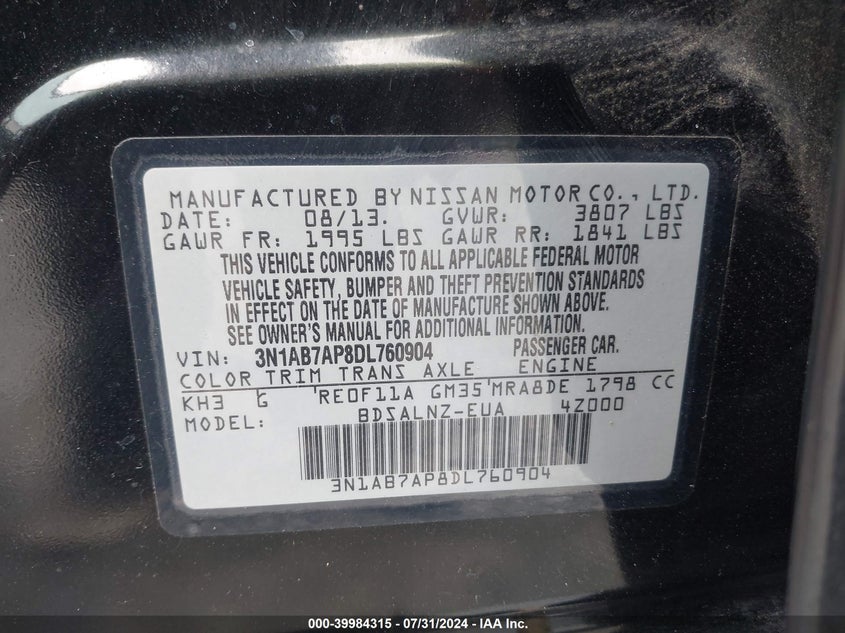 MANUFACTURED BY NISSAN MOTOR CO., LTD.
DATE: 08/13. GVWR: 3807 LBS
GAWR FR: 1995 LBS GAWR RR: 1841 LBS
THIS VEHICLE CONFORMS TO ALL APPLICABLE FEDERAL MOTOR
VEHICLE SAFETY, BUMPER AND THEFT PREVENTION STANDARDS
IN EFFECT ON THE DATE OF MANUFACTURE SHOWN ABOVE.
SEE OWNER'S MANUAL FOR ADDITIONAL INFORMATION.
VIN: 3N1AB7AP8DL760904 PASSENGER CAR.
COLOR TRIM TRANS AXLE ENGINE
KH3 G RE0F11A GM35 MRA8DE 1798 CC
MODEL: BDSALNZ-EUA 4Z000
3N1AB7AP8DL760904
000-39984315 - 07/31/2024 - IAA Inc.